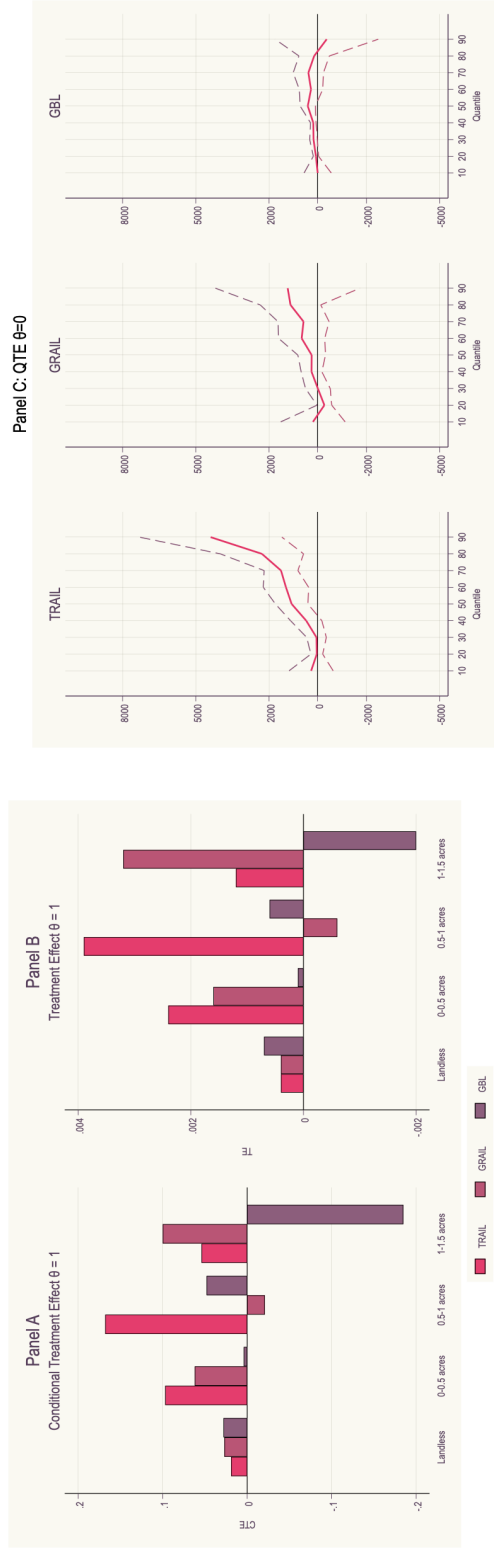 Panel A
Conditional Treatment Effect θ = 1
CTE
.2
.1
0
-.1
-.2
Landless
0-0.5 acres
0.5-1 acres
1-1.5 acres
Panel B
Treatment Effect θ = 1
TE
.004
.002
0
-.002
Landless
0-0.5 acres
0.5-1 acres
1-1.5 acres
TRAIL
GRAIL
GBL
Panel C: QTE θ=0
TRAIL
8000
5000
2000
0
-2000
-5000
10 20 30 40 50 60 70 80 90
Quantile
GRAIL
8000
5000
2000
0
-2000
-5000
10 20 30 40 50 60 70 80 90
Quantile
GBL
8000
5000
2000
0
-2000
-5000
10 20 30 40 50 60 70 80 90
Quantile